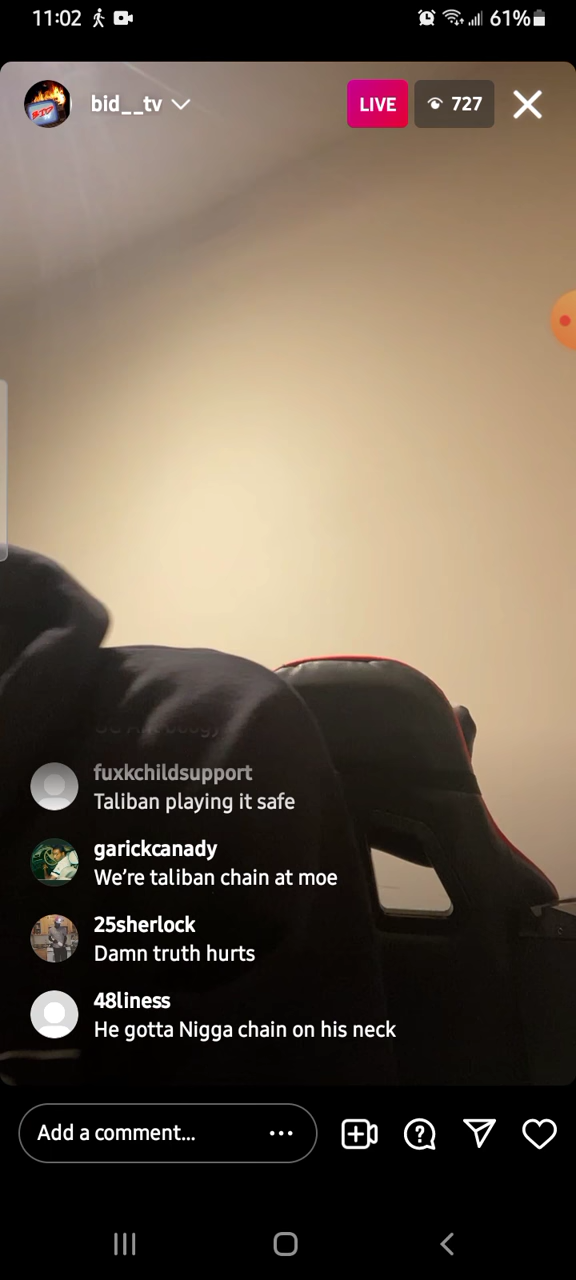 11:02
61%
bid__tv
LIVE
727
fuxkchildsupport
Taliban playing it safe
garickcanady
We're taliban chain at moe
25sherlock
Damn truth hurts
48liness
He gotta Nigga chain on his neck
Add a comment...